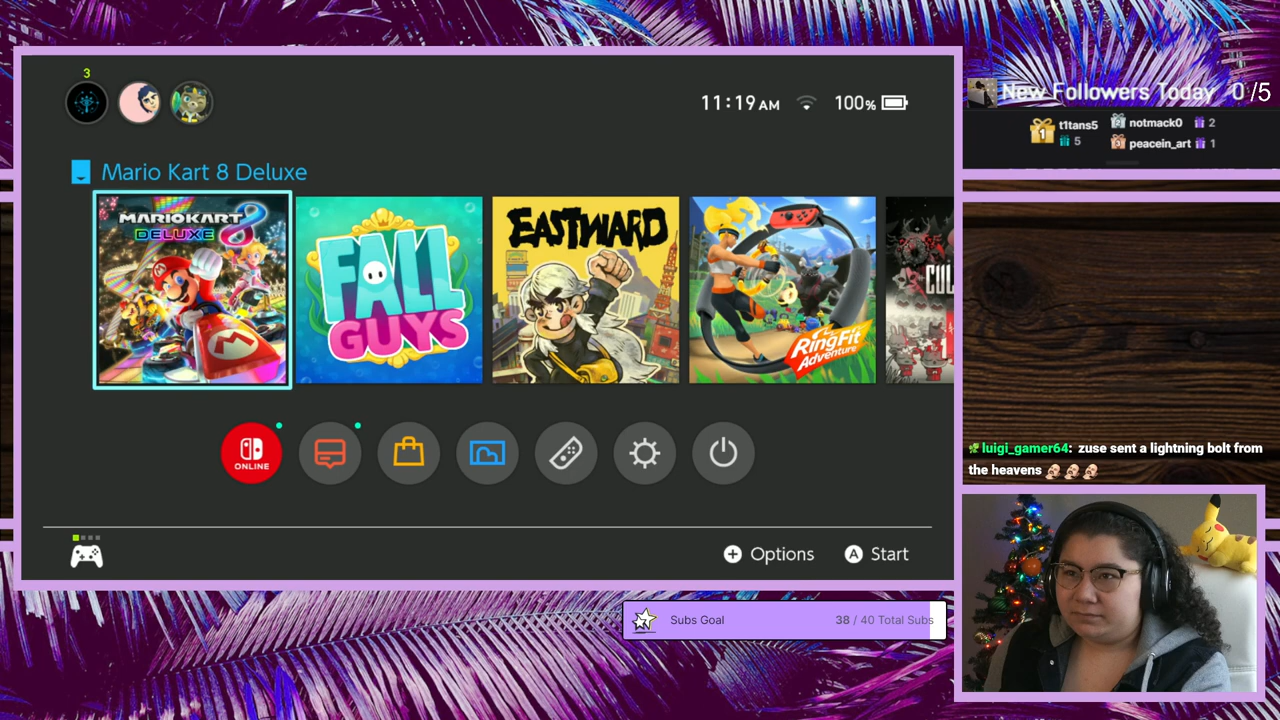 3
11:19 AM 100%
Mario Kart 8 Deluxe
MARIOKART 8
DELUXE
FALL
GUYS
EASTWARD
RingFit
Adventure
CUL
ONLINE
+ Options A Start
Subs Goal 38 / 40 Total Subs
New Followers Today 0 /5
1 t1tans5 5
notmack0 2
peacein_art 1
luigi_gamer64: zuse sent a lightning bolt from
the heavens